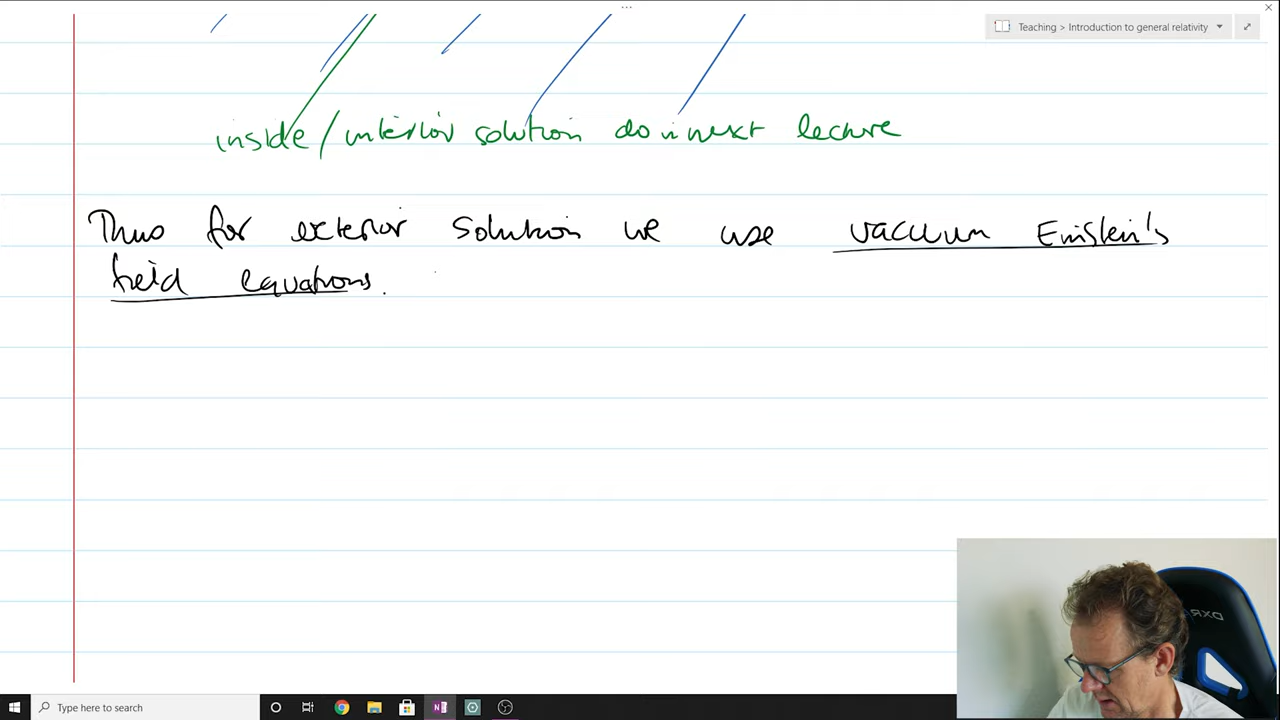 Teaching > Introduction to general relativity
inside/interior solution do in next lecture
Thus for exterior solution we use vacuum Einstein's
field equations.
DXR
Type here to search